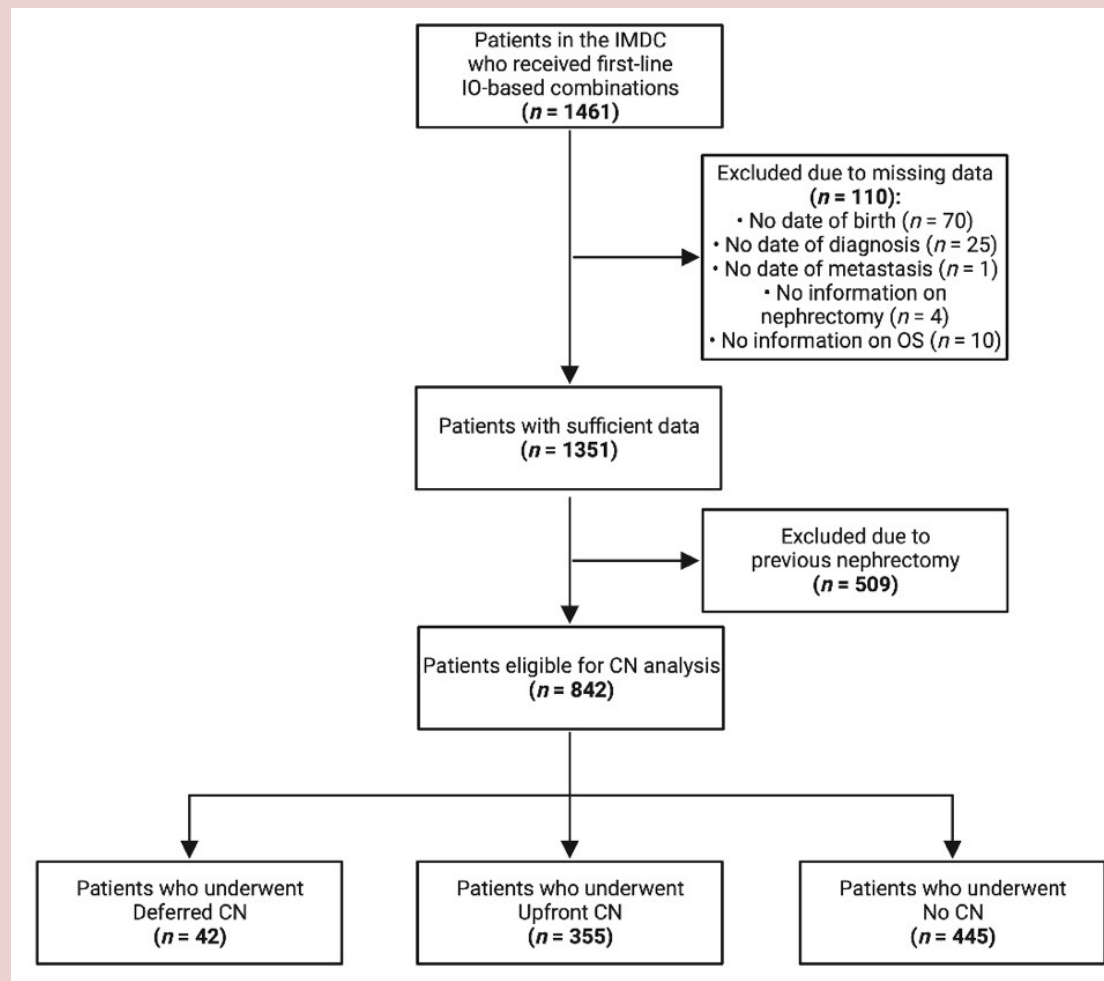 Patients in the IMDC
who received first-line
IO-based combinations
(n = 1461)
Excluded due to missing data
(n = 110):
• No date of birth (n = 70)
• No date of diagnosis (n = 25)
• No date of metastasis (n = 1)
• No information on
nephrectomy (n = 4)
• No information on OS (n = 10)
Patients with sufficient data
(n = 1351)
Excluded due to
previous nephrectomy
(n = 509)
Patients eligible for CN analysis
(n = 842)
Patients who underwent
Deferred CN
(n = 42)
Patients who underwent
Upfront CN
(n = 355)
Patients who underwent
No CN
(n = 445)